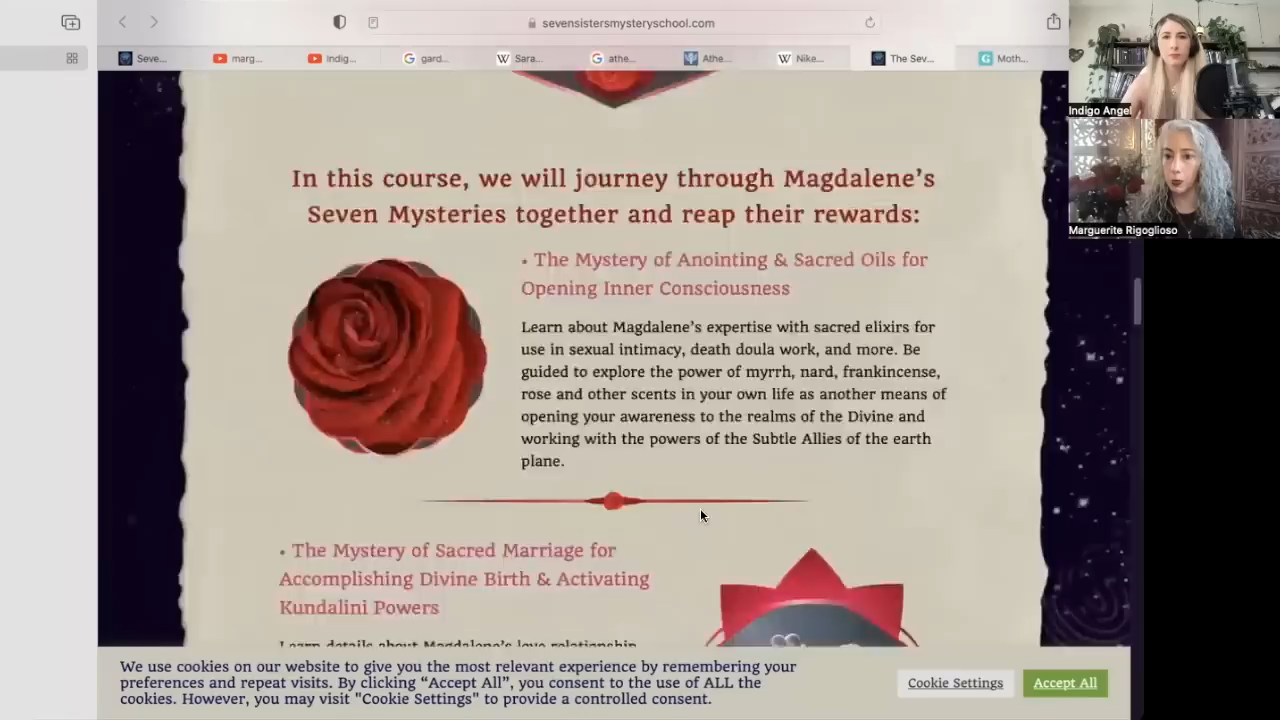 sevensistersmysteryschool.com
Seve...
marg...
Indig...
gard...
Sara...
athe...
Athe...
Nike...
The Sev...
Moth...
Indigo Angel
Marguerite Rigoglioso
In this course, we will journey through Magdalene’s
Seven Mysteries together and reap their rewards:
• The Mystery of Anointing & Sacred Oils for
Opening Inner Consciousness
Learn about Magdalene’s expertise with sacred elixirs for
use in sexual intimacy, death doula work, and more. Be
guided to explore the power of myrrh, nard, frankincense,
rose and other scents in your own life as another means of
opening your awareness to the realms of the Divine and
working with the powers of the Subtle Allies of the earth
plane.
• The Mystery of Sacred Marriage for
Accomplishing Divine Birth & Activating
Kundalini Powers
Learn details about Magdalene’s love relationship
We use cookies on our website to give you the most relevant experience by remembering your
preferences and repeat visits. By clicking “Accept All”, you consent to the use of ALL the
cookies. However, you may visit "Cookie Settings" to provide a controlled consent.
Cookie Settings
Accept All